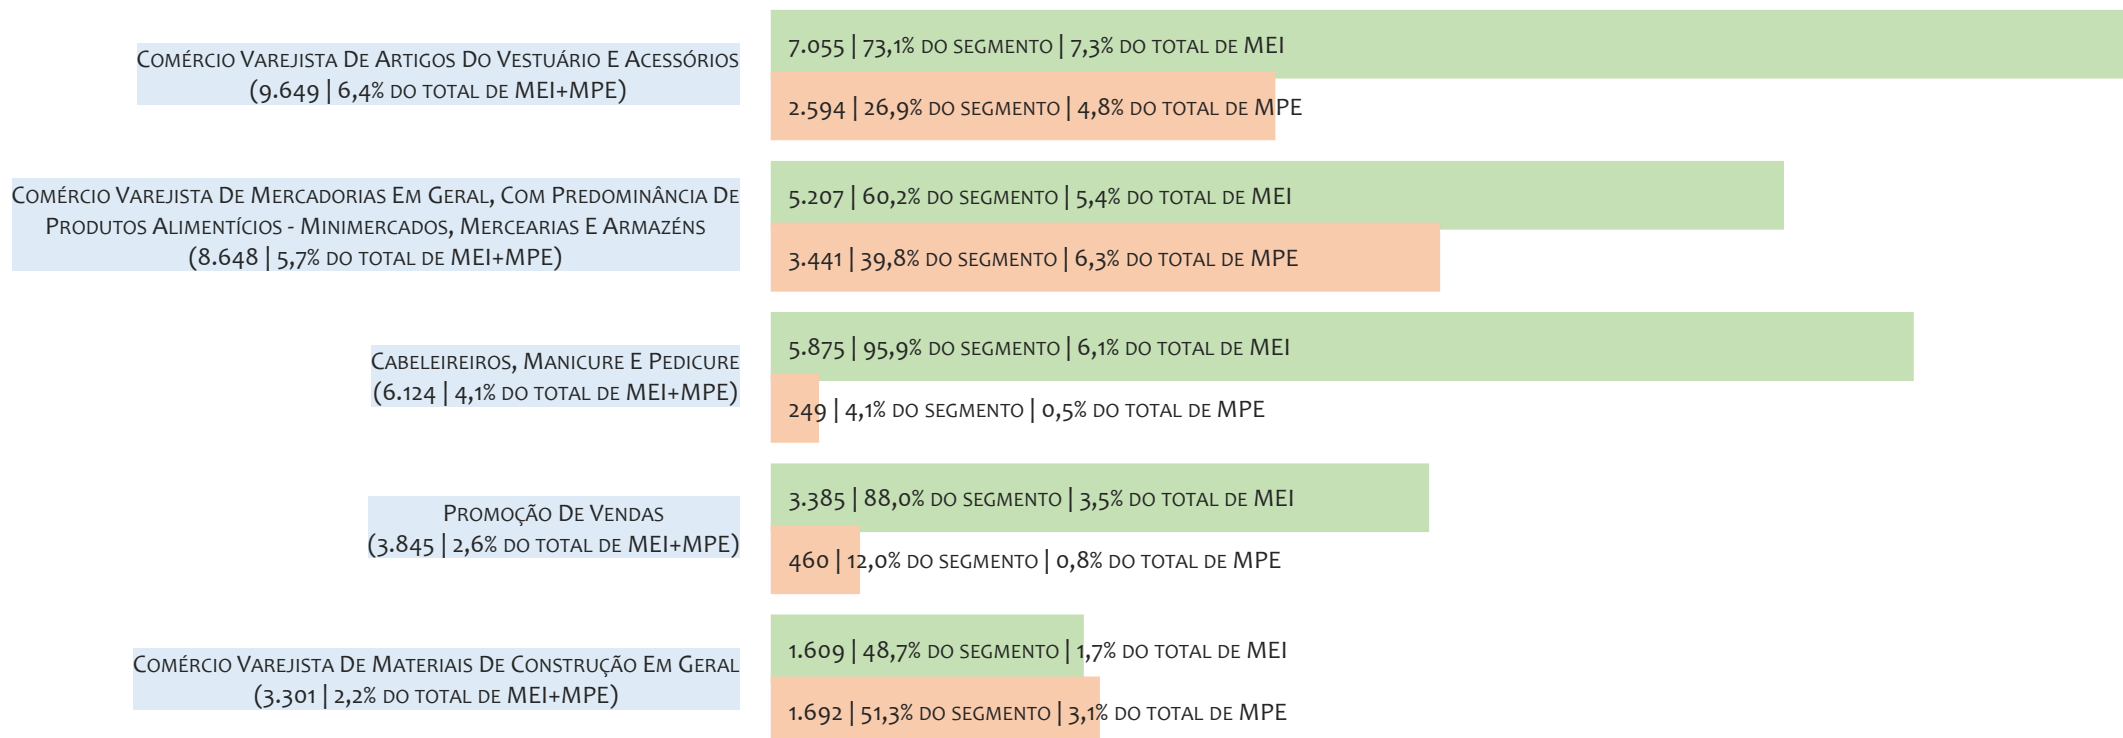 Comércio Varejista De Artigos Do Vestuário E Acessórios
(9.649 | 6,4% do total de MEI+MPE)
7.055 | 73,1% do segmento | 7,3% do total de MEI
2.594 | 26,9% do segmento | 4,8% do total de MPE
Comércio Varejista De Mercadorias Em Geral, Com Predominância De
Produtos Alimentícios - Minimercados, Mercearias E Armazéns
(8.648 | 5,7% do total de MEI+MPE)
5.207 | 60,2% do segmento | 5,4% do total de MEI
3.441 | 39,8% do segmento | 6,3% do total de MPE
Cabeleireiros, Manicure E Pedicure
(6.124 | 4,1% do total de MEI+MPE)
5.875 | 95,9% do segmento | 6,1% do total de MEI
249 | 4,1% do segmento | 0,5% do total de MPE
Promoção De Vendas
(3.845 | 2,6% do total de MEI+MPE)
3.385 | 88,0% do segmento | 3,5% do total de MEI
460 | 12,0% do segmento | 0,8% do total de MPE
Comércio Varejista De Materiais De Construção Em Geral
(3.301 | 2,2% do total de MEI+MPE)
1.609 | 48,7% do segmento | 1,7% do total de MEI
1.692 | 51,3% do segmento | 3,1% do total de MPE